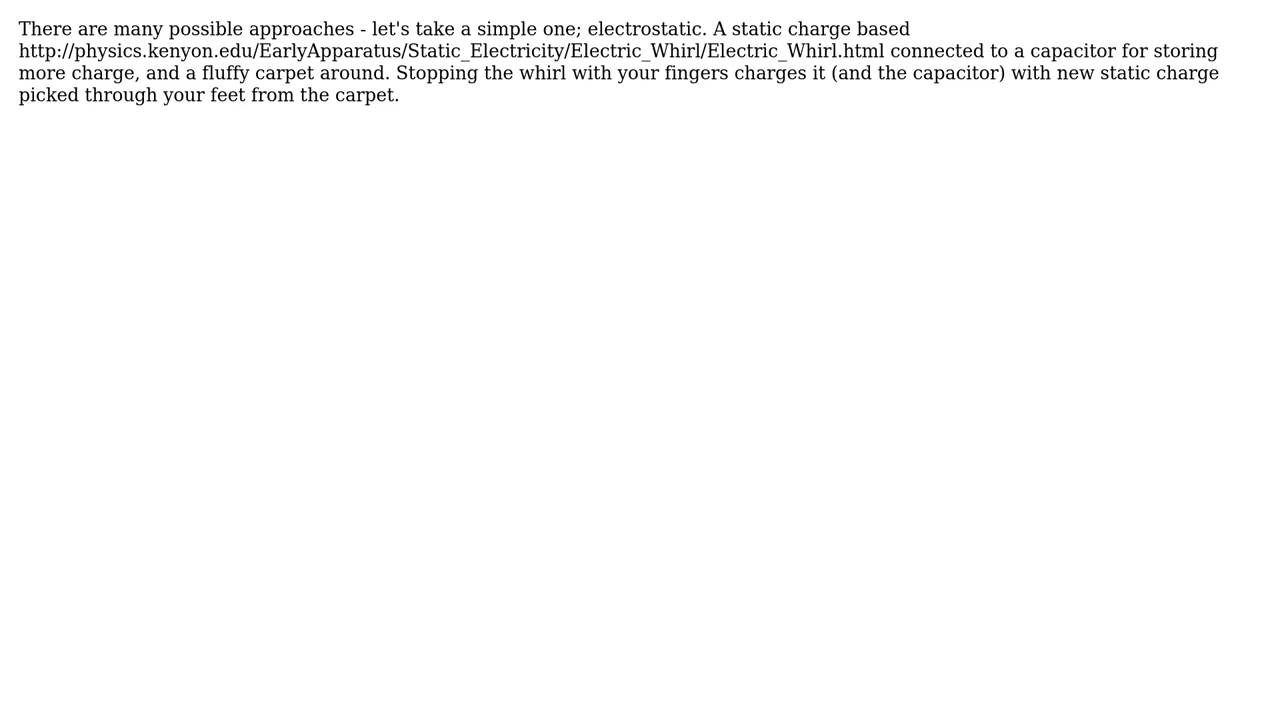 There are many possible approaches - let's take a simple one; electrostatic. A static charge based
http://physics.kenyon.edu/EarlyApparatus/Static_Electricity/Electric_Whirl/Electric_Whirl.html connected to a capacitor for storing
more charge, and a fluffy carpet around. Stopping the whirl with your fingers charges it (and the capacitor) with new static charge
picked through your feet from the carpet.